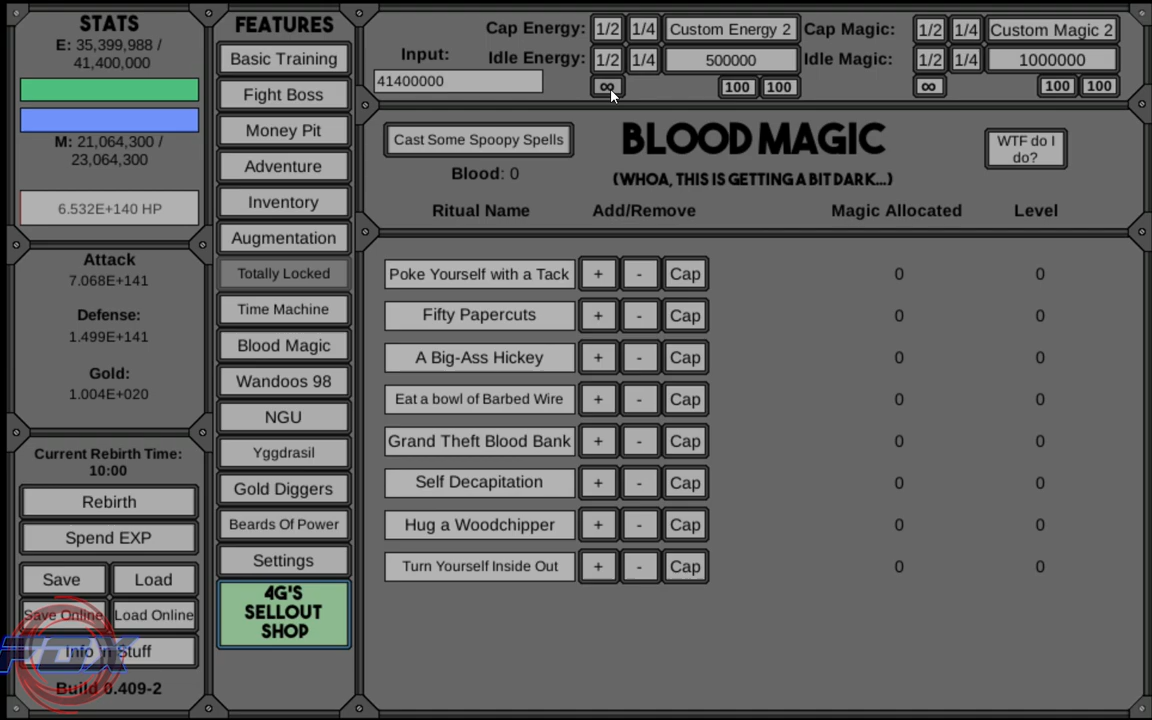 STATS
E: 35,399,988 /
41,400,000
M: 21,064,300 /
23,064,300
6.532E+140 HP
Attack
7.068E+141
Defense:
1.499E+141
Gold:
1.004E+020
Current Rebirth Time:
10:00
Rebirth
Spend EXP
Save Load
Save Online Load Online
Info n Stuff
Build 0.409-2
FEATURES
Basic Training
Fight Boss
Money Pit
Adventure
Inventory
Augmentation
Totally Locked
Time Machine
Blood Magic
Wandoos 98
NGU
Yggdrasil
Gold Diggers
Beards Of Power
Settings
4G'S
SELLOUT
SHOP
Input:
41400000
Cap Energy: 1/2 1/4 Custom Energy 2 Cap Magic: 1/2 1/4 Custom Magic 2
Idle Energy: 1/2 1/4 500000 Idle Magic: 1/2 1/4 1000000
∞ 100 100 ∞ 100 100
Cast Some Spoopy Spells
Blood: 0
BLOOD MAGIC
(WHOA, THIS IS GETTING A BIT DARK...)
WTF do I
do?
Ritual Name Add/Remove Magic Allocated Level
Poke Yourself with a Tack + - Cap 0 0
Fifty Papercuts + - Cap 0 0
A Big-Ass Hickey + - Cap 0 0
Eat a bowl of Barbed Wire + - Cap 0 0
Grand Theft Blood Bank + - Cap 0 0
Self Decapitation + - Cap 0 0
Hug a Woodchipper + - Cap 0 0
Turn Yourself Inside Out + - Cap 0 0